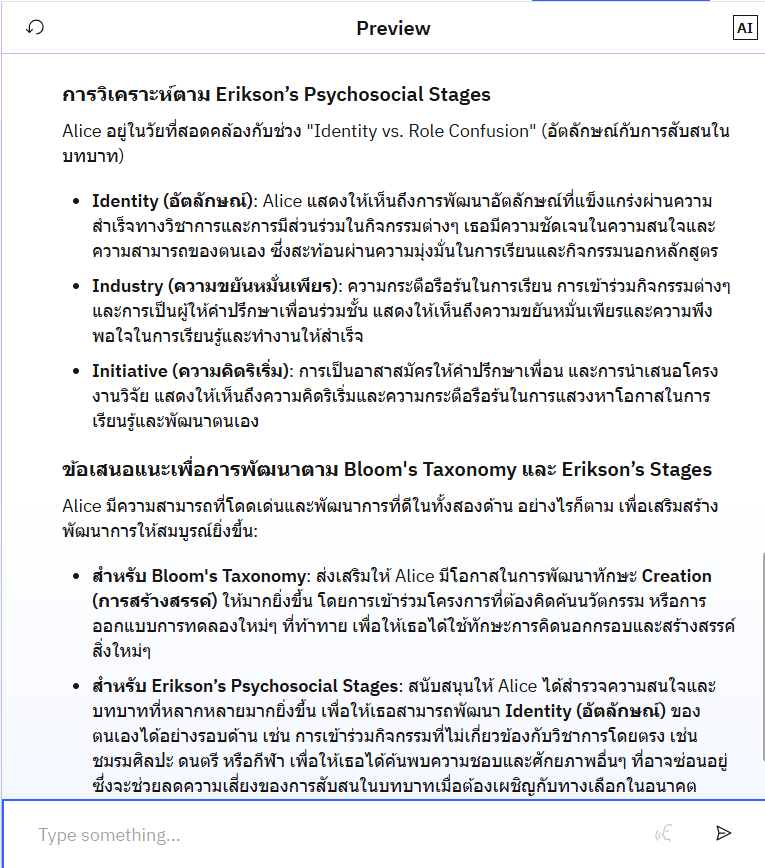 Preview
AI
การวิเคราะห์ตาม Erikson’s Psychosocial Stages
Alice อยู่ในวัยที่สอดคล้องกับช่วง "Identity vs. Role Confusion" (อัตลักษณ์กับการสับสนใน
บทบาท)
• Identity (อัตลักษณ์): Alice แสดงให้เห็นถึงการพัฒนาอัตลักษณ์ที่แข็งแกร่งผ่านความ
สำเร็จทางวิชาการและการมีส่วนร่วมในกิจกรรมต่างๆ เธอมีความชัดเจนในความสนใจและ
ความสามารถของตนเอง ซึ่งสะท้อนผ่านความมุ่งมั่นในการเรียนและกิจกรรมนอกหลักสูตร
• Industry (ความขยันหมั่นเพียร): ความกระตือรือร้นในการเรียน การเข้าร่วมกิจกรรมต่างๆ
และการเป็นผู้ให้คำปรึกษาเพื่อนร่วมชั้น แสดงให้เห็นถึงความขยันหมั่นเพียรและความพึง
พอใจในการเรียนรู้และทำงานให้สำเร็จ
• Initiative (ความคิดริเริ่ม): การเป็นอาสาสมัครให้คำปรึกษาเพื่อน และการนำเสนอโครง
งานวิจัย แสดงให้เห็นถึงความคิดริเริ่มและความกระตือรือร้นในการแสวงหาโอกาสในการ
เรียนรู้และพัฒนาตนเอง
ข้อเสนอแนะเพื่อการพัฒนาตาม Bloom's Taxonomy และ Erikson’s Stages
Alice มีความสามารถที่โดดเด่นและพัฒนาการที่ดีในทั้งสองด้าน อย่างไรก็ตาม เพื่อเสริมสร้าง
พัฒนาการให้สมบูรณ์ยิ่งขึ้น:
• สำหรับ Bloom's Taxonomy: ส่งเสริมให้ Alice มีโอกาสในการพัฒนาทักษะ Creation
(การสร้างสรรค์) ให้มากยิ่งขึ้น โดยการเข้าร่วมโครงการที่ต้องคิดค้นนวัตกรรม หรือการ
ออกแบบการทดลองใหม่ๆ ที่ท้าทาย เพื่อให้เธอได้ใช้ทักษะการคิดนอกกรอบและสร้างสรรค์
สิ่งใหม่ๆ
• สำหรับ Erikson’s Psychosocial Stages: สนับสนุนให้ Alice ได้สำรวจความสนใจและ
บทบาทที่หลากหลายมากยิ่งขึ้น เพื่อให้เธอสามารถพัฒนา Identity (อัตลักษณ์) ของ
ตนเองได้อย่างรอบด้าน เช่น การเข้าร่วมกิจกรรมที่ไม่เกี่ยวข้องกับวิชาการโดยตรง เช่น
ชมรมศิลปะ ดนตรี หรือกีฬา เพื่อให้เธอได้ค้นพบความชอบและศักยภาพอื่นๆ ที่อาจซ่อนอยู่
ซึ่งจะช่วยลดความเสี่ยงของการสับสนในบทบาทเมื่อต้องเผชิญกับทางเลือกในอนาคต
Type something...